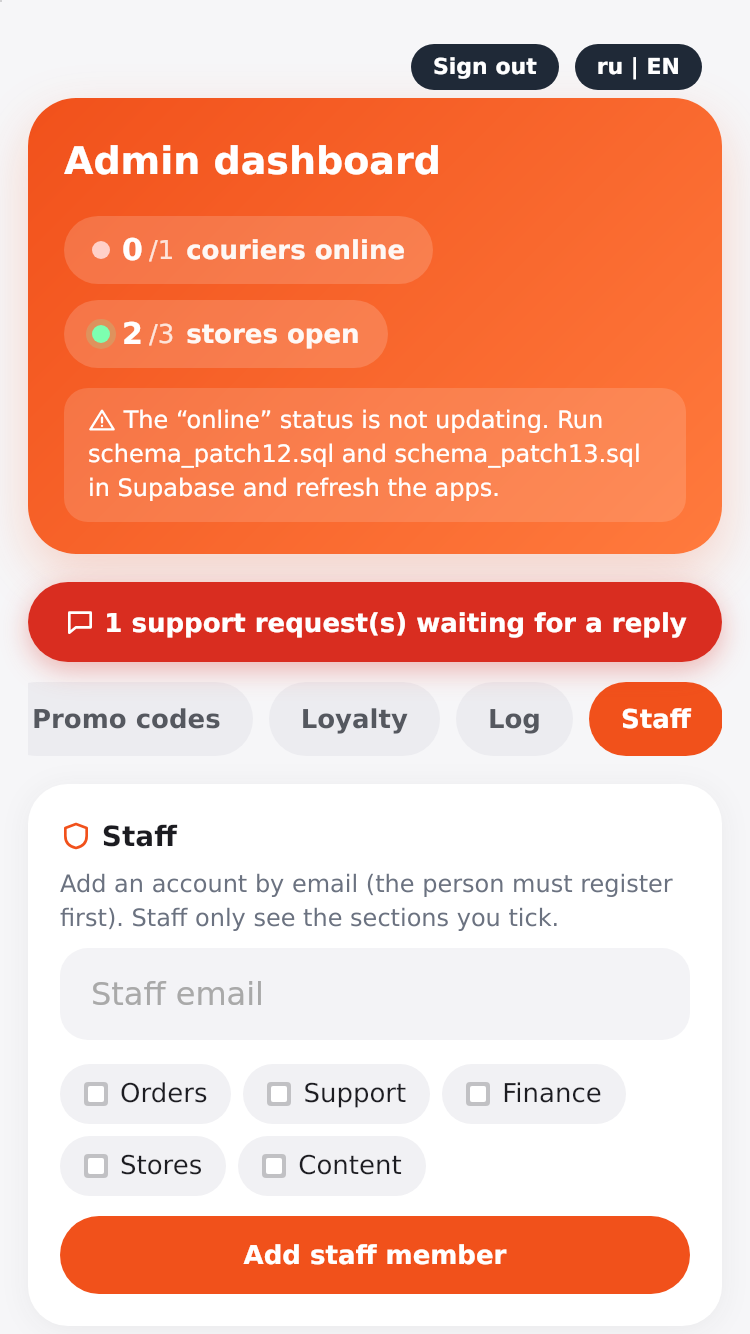 Sign out
ru | EN
Admin dashboard
0 /1 couriers online
2 /3 stores open
The “online” status is not updating. Run
schema_patch12.sql and schema_patch13.sql
in Supabase and refresh the apps.
1 support request(s) waiting for a reply
Promo codes
Loyalty
Log
Staff
Staff
Add an account by email (the person must register
first). Staff only see the sections you tick.
Staff email
Orders
Support
Finance
Stores
Content
Add staff member